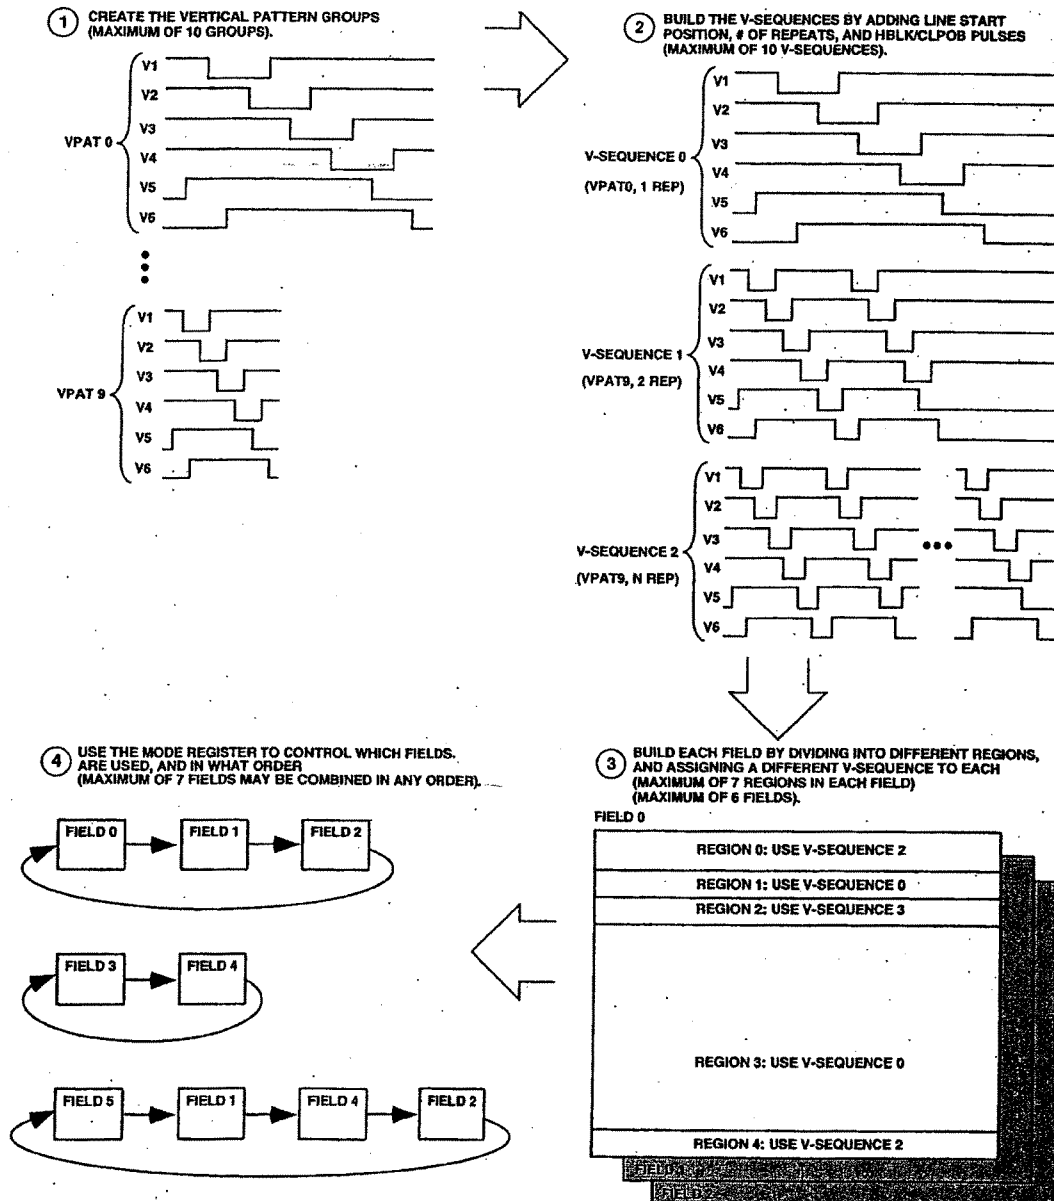 1 CREATE THE VERTICAL PATTERN GROUPS
(MAXIMUM OF 10 GROUPS).
V1
V2
V3
VPAT 0
V4
V5
V6
V1
V2
V3
VPAT 9
V4
V5
V6
2 BUILD THE V-SEQUENCES BY ADDING LINE START
POSITION, # OF REPEATS, AND HBLK/CLPOB PULSES
(MAXIMUM OF 10 V-SEQUENCES).
V1
V2
V3
V-SEQUENCE 0
V4
(VPAT0, 1 REP)
V5
V6
V1
V2
V3
V-SEQUENCE 1
V4
(VPAT9, 2 REP)
V5
V6
V1
V2
V3
V-SEQUENCE 2
V4
(VPAT9, N REP)
V5
V6
3 BUILD EACH FIELD BY DIVIDING INTO DIFFERENT REGIONS,
AND ASSIGNING A DIFFERENT V-SEQUENCE TO EACH
(MAXIMUM OF 7 REGIONS IN EACH FIELD)
(MAXIMUM OF 6 FIELDS).
FIELD 0
REGION 0: USE V-SEQUENCE 2
REGION 1: USE V-SEQUENCE 0
REGION 2: USE V-SEQUENCE 3
REGION 3: USE V-SEQUENCE 0
REGION 4: USE V-SEQUENCE 2
FIELD 1
FIELD 2
4 USE THE MODE REGISTER TO CONTROL WHICH FIELDS.
ARE USED, AND IN WHAT ORDER
(MAXIMUM OF 7 FIELDS MAY BE COMBINED IN ANY ORDER).
FIELD 0 FIELD 1 FIELD 2
FIELD 3 FIELD 4
FIELD 5 FIELD 1 FIELD 4 FIELD 2